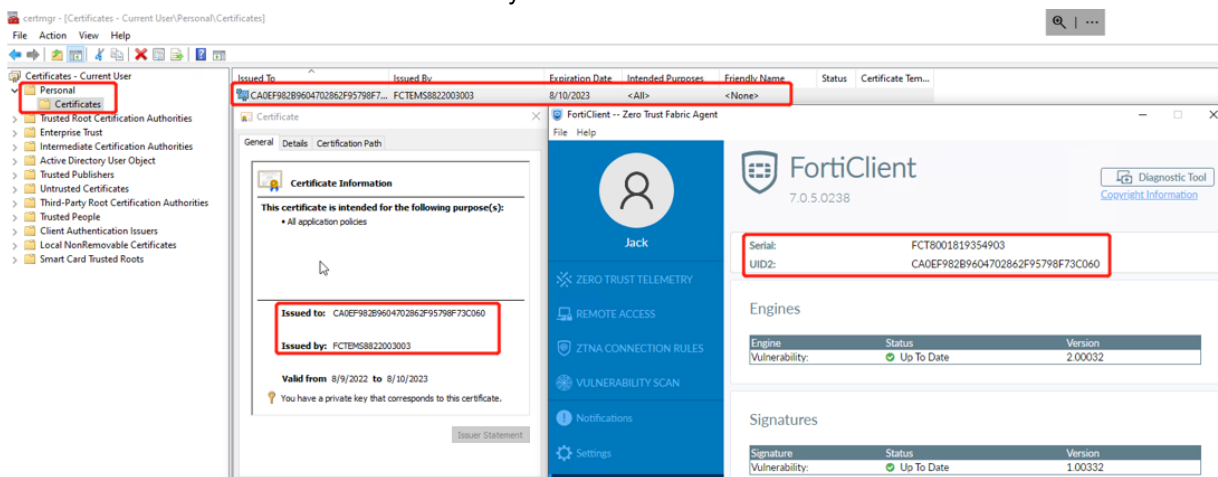 y
certmgr - [Certificates - Current User\Personal\Certificates]
File Action View Help
Certificates - Current User
Personal
Certificates
Trusted Root Certification Authorities
Enterprise Trust
Intermediate Certification Authorities
Active Directory User Object
Trusted Publishers
Untrusted Certificates
Third-Party Root Certification Authorities
Trusted People
Client Authentication Issuers
Local NonRemovable Certificates
Smart Card Trusted Roots
Issued To Issued By Expiration Date Intended Purposes Friendly Name Status Certificate Tem...
CA0EF982B9604702862F95798F7... FCTEMS8822003003 8/10/2023 <All> <None>
Certificate
General Details Certification Path
Certificate Information
This certificate is intended for the following purpose(s):
• All application policies
Issued to: CA0EF982B9604702862F95798F73C060
Issued by: FCTEMS8822003003
Valid from 8/9/2022 to 8/10/2023
You have a private key that corresponds to this certificate.
Issuer Statement
FortiClient -- Zero Trust Fabric Agent
File Help
Jack
ZERO TRUST TELEMETRY
REMOTE ACCESS
ZTNA CONNECTION RULES
VULNERABILITY SCAN
Notifications
Settings
FortiClient
7.0.5.0238
Diagnostic Tool
Copyright Information
Serial: FCT8001819354903
UID2: CA0EF982B9604702862F95798F73C060
Engines
Engine Status Version
Vulnerability: Up To Date 2.00032
Signatures
Signature Status Version
Vulnerability: Up To Date 1.00332